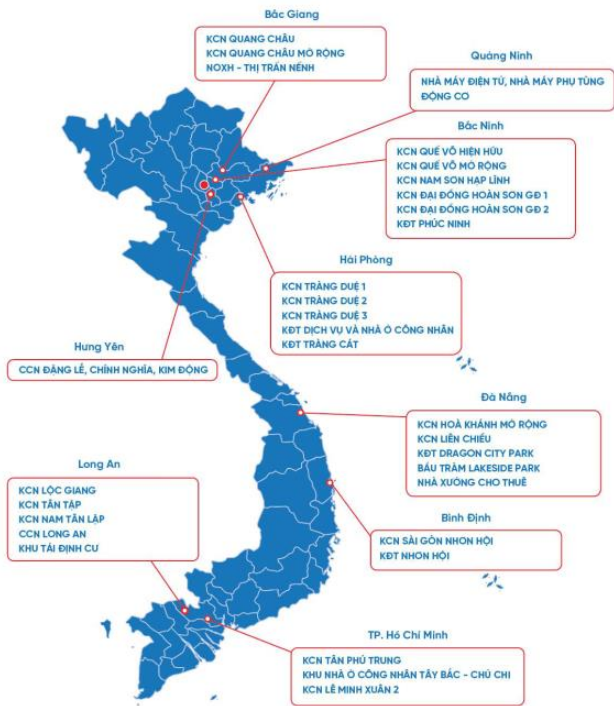 Bắc Giang
KCN QUANG CHÂU
KCN QUANG CHÂU MỞ RỘNG
NOXH - THỊ TRẤN NẾNH
Quảng Ninh
NHÀ MÁY ĐIỆN TỬ, NHÀ MÁY PHỤ TÙNG
ĐỘNG CƠ
Bắc Ninh
KCN QUẾ VÕ HIỆN HỮU
KCN QUẾ VÕ MỞ RỘNG
KCN NAM SƠN HẠP LĨNH
KCN ĐẠI ĐỒNG HOÀN SƠN GĐ 1
KCN ĐẠI ĐỒNG HOÀN SƠN GĐ 2
KĐT PHÚC NINH
Hải Phòng
KCN TRÀNG DUỆ 1
KCN TRÀNG DUỆ 2
KCN TRÀNG DUỆ 3
KĐT DỊCH VỤ VÀ NHÀ Ở CÔNG NHÂN
KĐT TRÀNG CÁT
Hưng Yên
CCN ĐẶNG LỄ, CHÍNH NGHĨA, KIM ĐỘNG
Đà Nẵng
KCN HOÀ KHÁNH MỞ RỘNG
KCN LIÊN CHIỂU
KĐT DRAGON CITY PARK
BÀU TRÀM LAKESIDE PARK
NHÀ XƯỞNG CHO THUÊ
Long An
KCN LỘC GIANG
KCN TÂN TẬP
KCN NAM TÂN LẬP
CCN LONG AN
KHU TÁI ĐỊNH CƯ
Bình Định
KCN SÀI GÒN NHƠN HỘI
KĐT NHƠN HỘI
TP. Hồ Chí Minh
KCN TÂN PHÚ TRUNG
KHU NHÀ Ở CÔNG NHÂN TÂY BẮC - CHỦ CHI
KCN LÊ MINH XUÂN 2